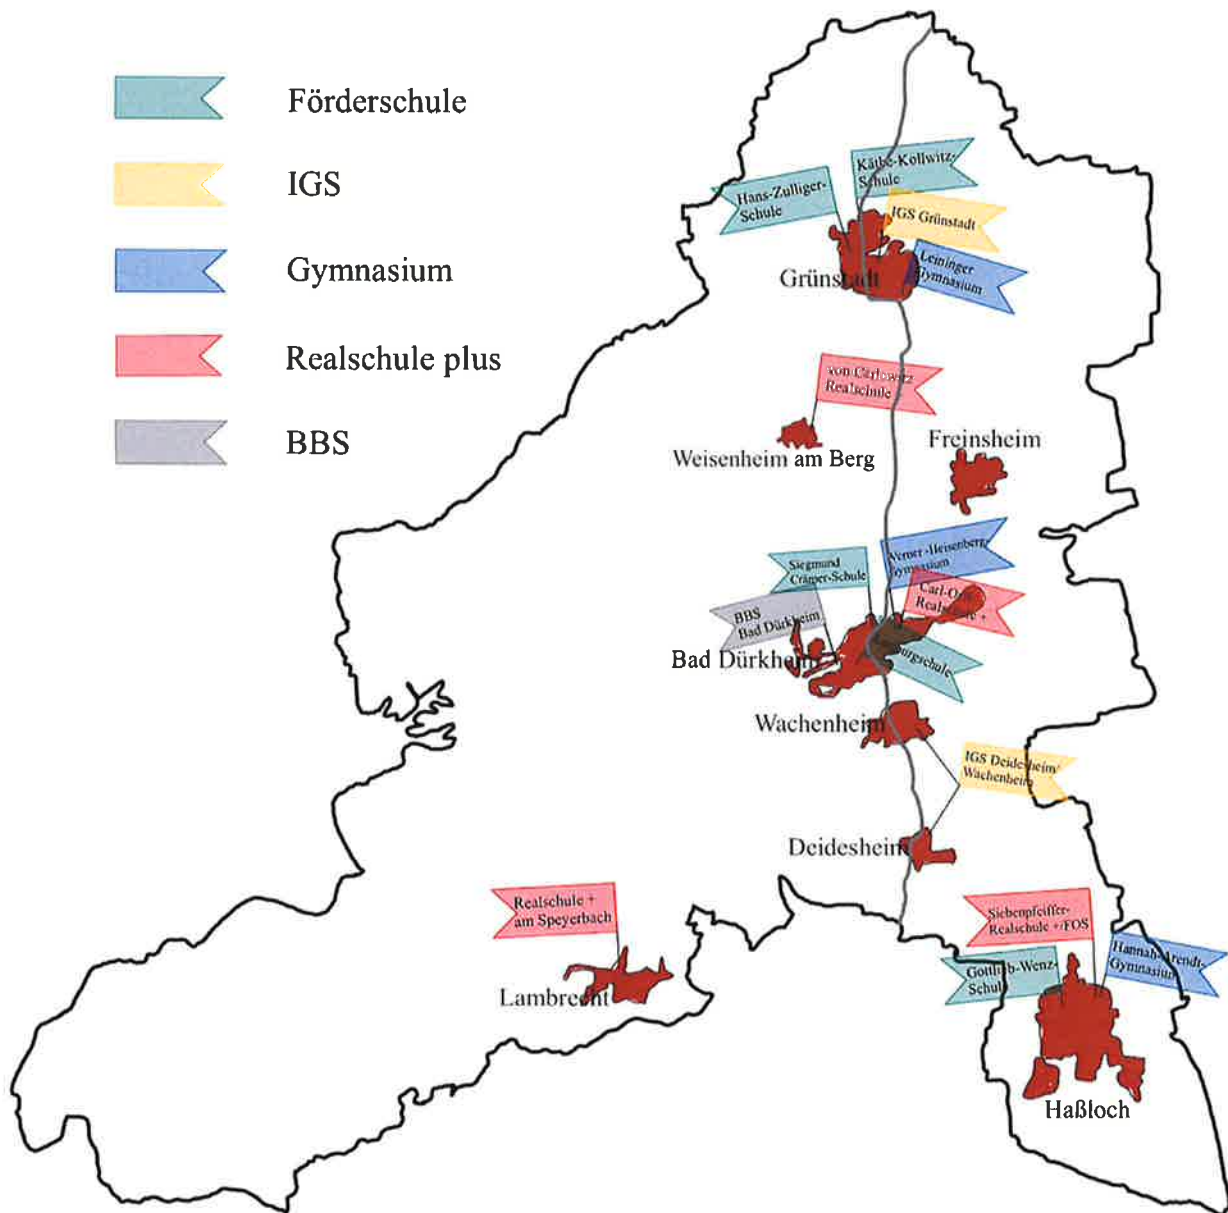 Förderschule
IGS
Gymnasium
Realschule plus
BBS
Käthe-Kollwitz-
Schule
Hans-Zulliger-
Schule
IGS Grünstadt
Leininger
Gymnasium
Grünstadt
von Carlowitz
Realschule
Weisenheim am Berg
Freinsheim
Siegmund
Crämer-Schule
Werner-Heisenberg
Gymnasium
BBS
Bad Dürkheim
Realschule +
Bad Dürkheim
Wachenheim
IGS Deidesheim/
Wachenheim
Deidesheim
Realschule +
am Speyerbach
Lambrecht
Siebenpfeiffer-
Realschule +/FOS
Hannah-Arendt-
Gymnasium
Gottlieb-Wenz-
Schule
Haßloch